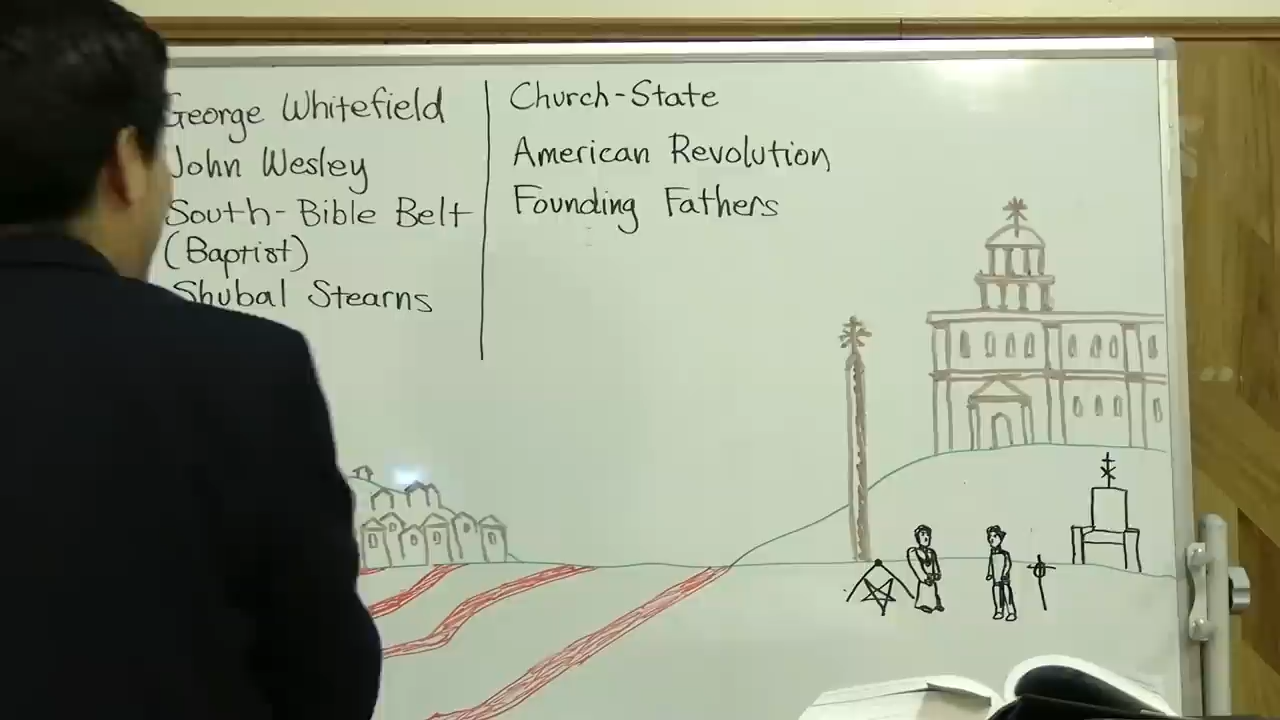 George Whitefield
John Wesley
South-Bible Belt
(Baptist)
Shubal Stearns
Church-State
American Revolution
Founding Fathers